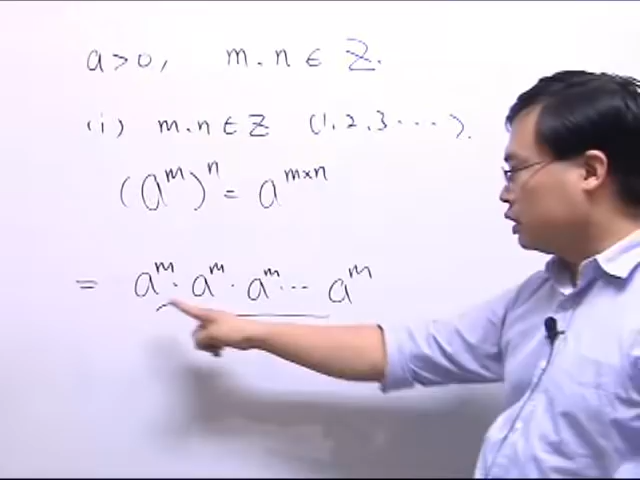 a > 0,   m.n ∈ Z.
(i)  m.n ∈ Z  (1,2,3 ⋯).
(a^m)^n = a^{m×n}
= a^m · a^m · a^m ⋯ a^m